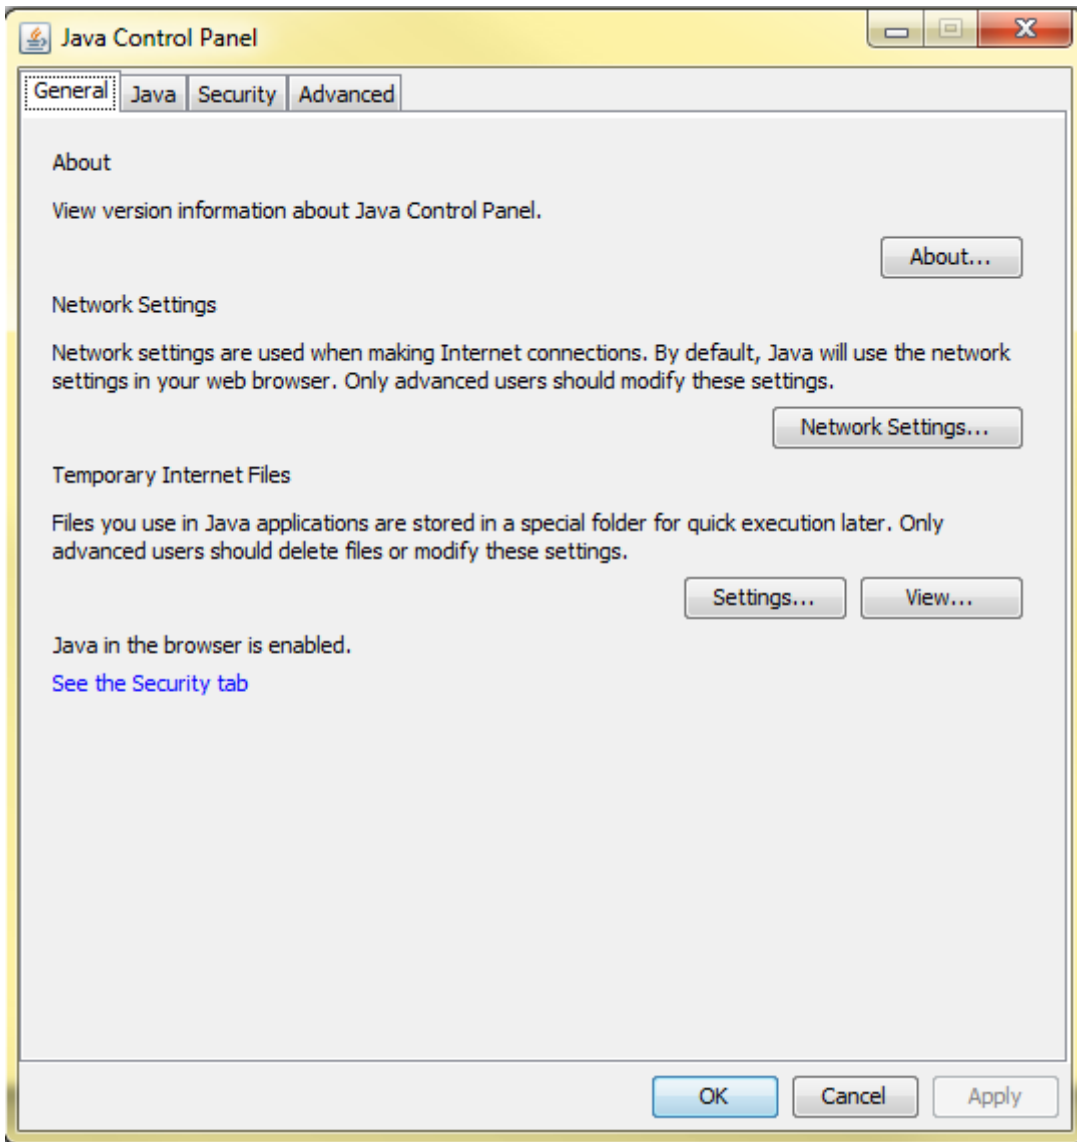 Java Control Panel
General Java Security Advanced
About
View version information about Java Control Panel.
About...
Network Settings
Network settings are used when making Internet connections. By default, Java will use the network
settings in your web browser. Only advanced users should modify these settings.
Network Settings...
Temporary Internet Files
Files you use in Java applications are stored in a special folder for quick execution later. Only
advanced users should delete files or modify these settings.
Settings... View...
Java in the browser is enabled.
See the Security tab
OK Cancel Apply